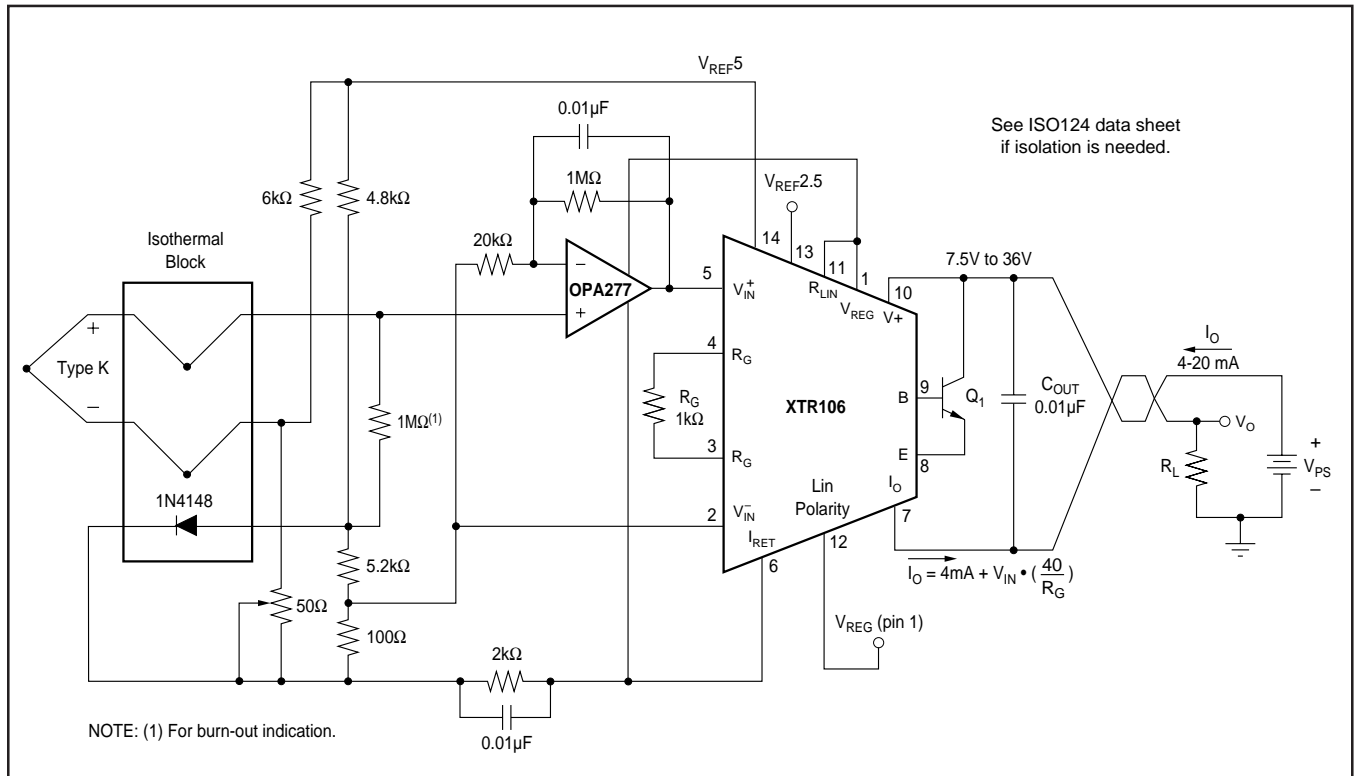 V_REF5
0.01µF
See ISO124 data sheet
if isolation is needed.
1MΩ
V_REF2.5
6kΩ
4.8kΩ
Isothermal
Block
20kΩ
14
13
11
1
7.5V to 36V
−
OPA277
+
5
V_IN^+
R_LIN
V_REG
10
V+
+
Type K
−
4
R_G
I_O
4-20 mA
R_G
1kΩ
XTR106
1MΩ(1)
B
9
Q_1
C_OUT
0.01µF
V_O
3
R_G
E
8
R_L
+
V_PS
−
1N4148
Lin
Polarity
I_O
7
2
V_IN^−
I_RET
12
6
5.2kΩ
I_O = 4mA + V_IN • (40/R_G)
50Ω
100Ω
V_REG (pin 1)
2kΩ
NOTE: (1) For burn-out indication.
0.01µF